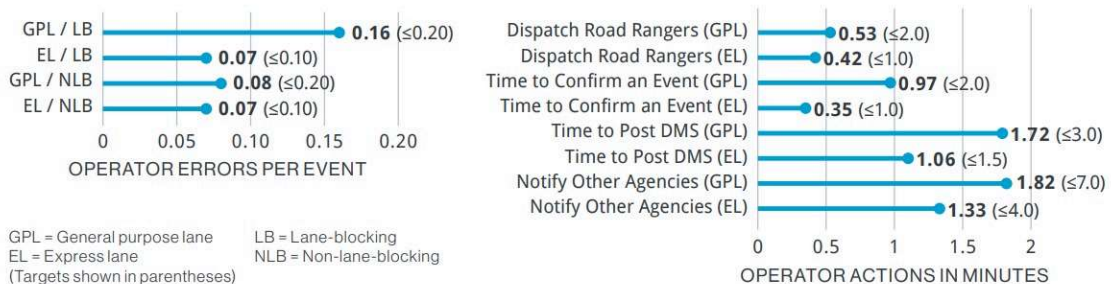 GPL / LB 0.16 (≤0.20)
EL / LB 0.07 (≤0.10)
GPL / NLB 0.08 (≤0.20)
EL / NLB 0.07 (≤0.10)
0 0.05 0.10 0.15 0.20
OPERATOR ERRORS PER EVENT
GPL = General purpose lane LB = Lane-blocking
EL = Express lane NLB = Non-lane-blocking
(Targets shown in parentheses)
Dispatch Road Rangers (GPL) 0.53 (≤2.0)
Dispatch Road Rangers (EL) 0.42 (≤1.0)
Time to Confirm an Event (GPL) 0.97 (≤2.0)
Time to Confirm an Event (EL) 0.35 (≤1.0)
Time to Post DMS (GPL) 1.72 (≤3.0)
Time to Post DMS (EL) 1.06 (≤1.5)
Notify Other Agencies (GPL) 1.82 (≤7.0)
Notify Other Agencies (EL) 1.33 (≤4.0)
0 0.5 1 1.5 2
OPERATOR ACTIONS IN MINUTES